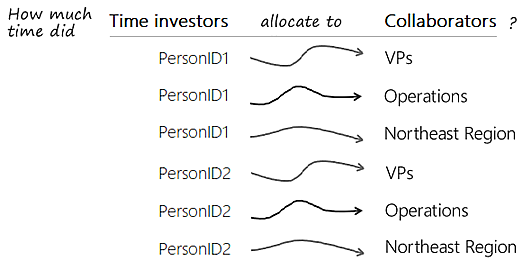 How much
time did Time investors allocate to Collaborators ?
PersonID1 VPs
PersonID1 Operations
PersonID1 Northeast Region
PersonID2 VPs
PersonID2 Operations
PersonID2 Northeast Region